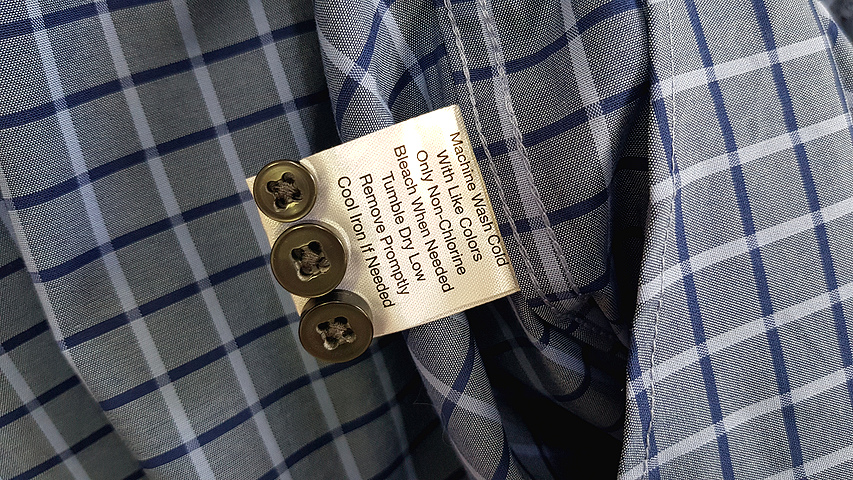 Machine Wash Cold
With Like Colors
Only Non-Chlorine
Bleach When Needed
Tumble Dry Low
Remove Promptly
Cool Iron If Needed